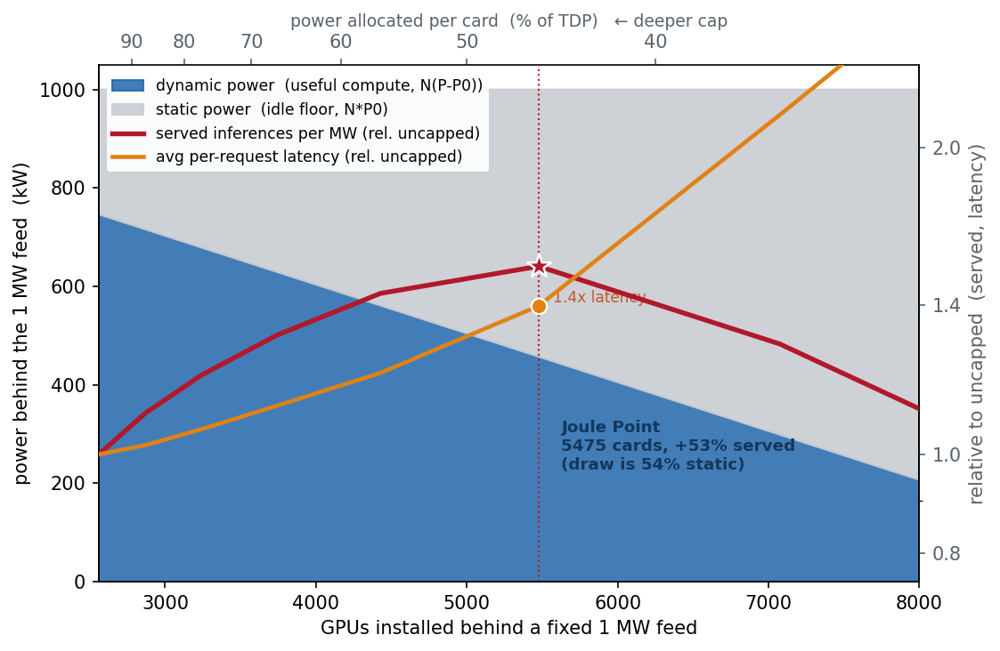 power allocated per card  (% of TDP)   ← deeper cap
90 80 70 60 50 40
dynamic power  (useful compute, N(P-P0))
static power  (idle floor, N*P0)
served inferences per MW (rel. uncapped)
avg per-request latency (rel. uncapped)
power behind the 1 MW feed  (kW)
1000
800
600
400
200
0
1.4x latency
Joule Point
5475 cards, +53% served
(draw is 54% static)
2.0
1.4
1.0
0.8
relative to uncapped  (served, latency)
3000 4000 5000 6000 7000 8000
GPUs installed behind a fixed 1 MW feed